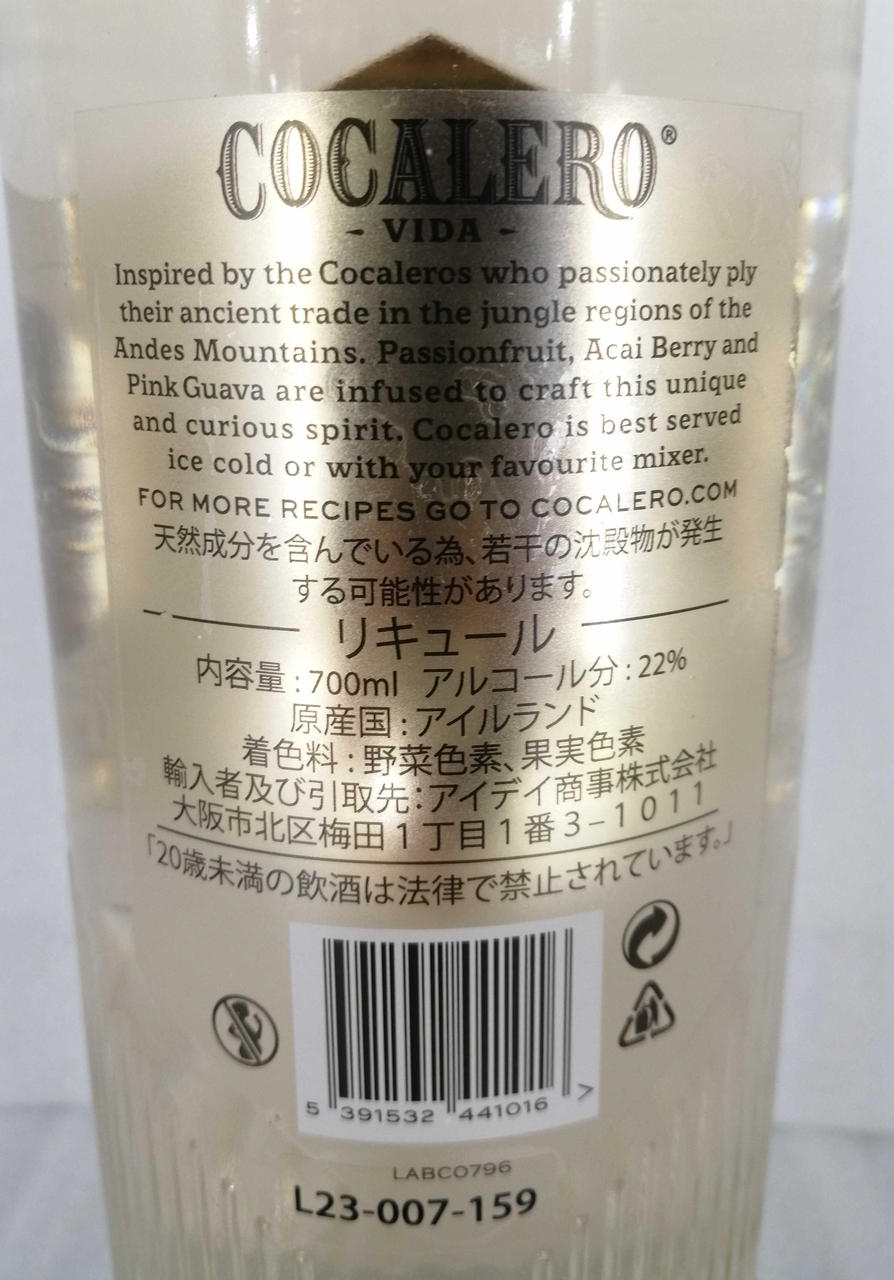 COCALERO®
- VIDA -
Inspired by the Cocaleros who passionately ply
their ancient trade in the jungle regions of the
Andes Mountains. Passionfruit, Acai Berry and
Pink Guava are infused to craft this unique
and curious spirit. Cocalero is best served
ice cold or with your favourite mixer.
FOR MORE RECIPES GO TO COCALERO.COM
天然成分を含んでいる為、若干の沈殿物が発生
する可能性があります。
リキュール
内容量:700ml アルコール分:22%
原産国:アイルランド
着色料:野菜色素、果実色素
輸入者及び引取先:アイデイ商事株式会社
大阪市北区梅田1丁目1番3−1011
「20歳未満の飲酒は法律で禁止されています。」
5 391532 441016 >
LABCO796
L23-007-159